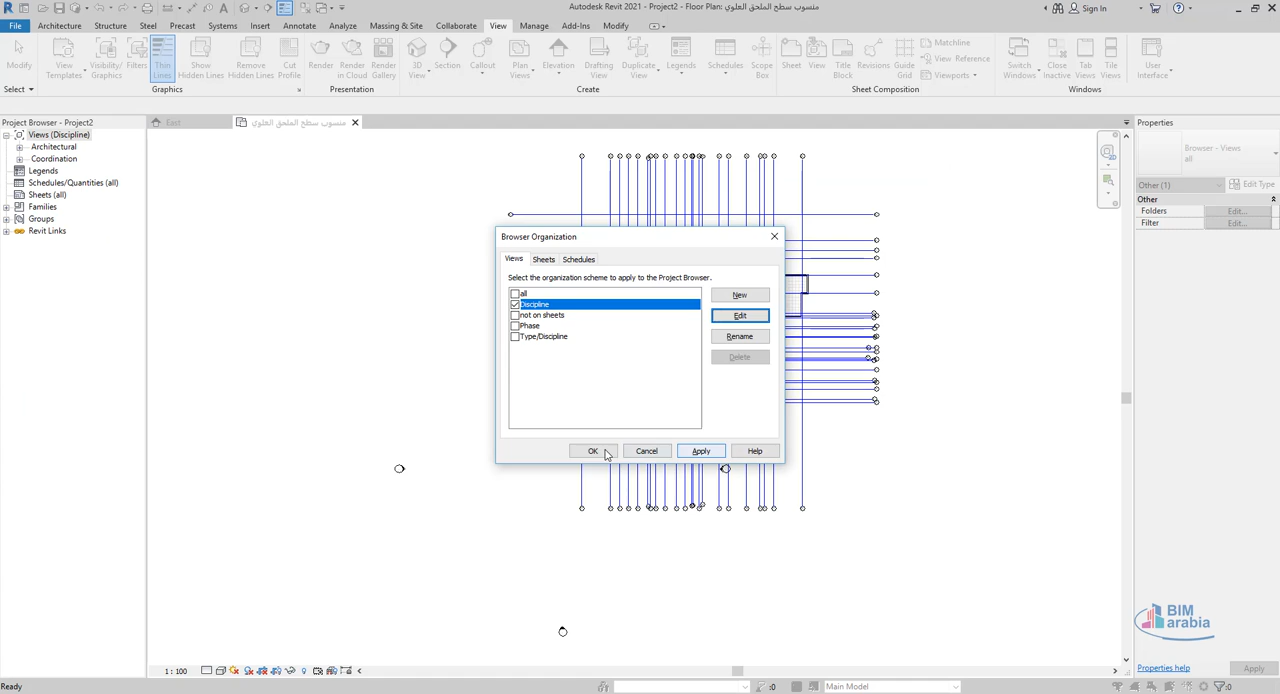 Autodesk Revit 2021 - Project2 - Floor Plan: منسوب سطح الملحق العلوي
Sign In
File Architecture Structure Steel Precast Systems Insert Annotate Analyze Massing & Site Collaborate View Manage Add-Ins Modify
Modify
View Templates
Visibility/ Graphics
Filters
Thin Lines
Show Hidden Lines
Remove Hidden Lines
Cut Profile
Render
Render in Cloud
Render Gallery
3D View
Section
Callout
Plan Views
Elevation
Drafting View
Duplicate View
Legends
Schedules
Scope Box
Sheet
View
Title Block
Revisions
Guide Grid
Matchline
View Reference
Viewports
Switch Windows
Close Inactive
Tab Views
Tile Views
User Interface
Select
Graphics
Presentation
Create
Sheet Composition
Windows
Project Browser - Project2
Views (Discipline)
Architectural
Coordination
Legends
Schedules/Quantities (all)
Sheets (all)
Families
Groups
Revit Links
East
منسوب سطح الملحق العلوي
Browser Organization
Views Sheets Schedules
Select the organization scheme to apply to the Project Browser.
all
Discipline
not on sheets
Phase
Type/Discipline
New
Edit
Rename
Delete
OK Cancel Apply Help
Properties
Browser - Views
all
Other (1)
Edit Type
Other
Folders Edit...
Filter Edit...
BIM
arabia
Properties help
Apply
1 : 100
Ready
:0
Main Model
:0